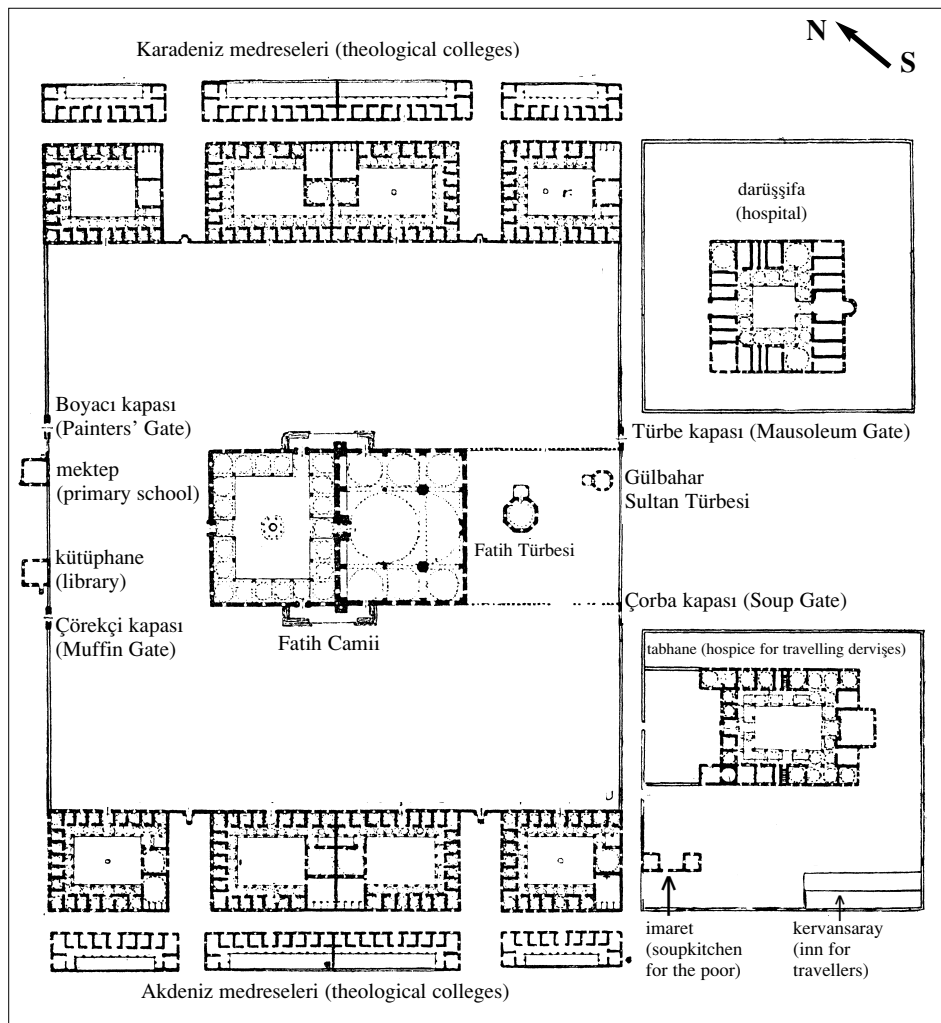 N
S
Karadeniz medreseleri (theological colleges)
darüşşifa
(hospital)
Boyacı kapası
(Painters' Gate)
Türbe kapası (Mausoleum Gate)
mektep
(primary school)
Gülbahar
Sultan Türbesi
Fatih Türbesi
kütüphane
(library)
Çorba kapası (Soup Gate)
Çörekçi kapası
(Muffin Gate)
Fatih Camii
tabhane (hospice for travelling dervişes)
imaret
(soupkitchen
for the poor)
kervansaray
(inn for
travellers)
Akdeniz medreseleri (theological colleges)